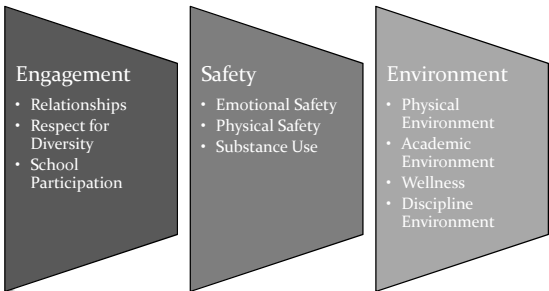 Engagement
• Relationships
• Respect for
Diversity
• School
Participation
Safety
• Emotional Safety
• Physical Safety
• Substance Use
Environment
• Physical
Environment
• Academic
Environment
• Wellness
• Discipline
Environment